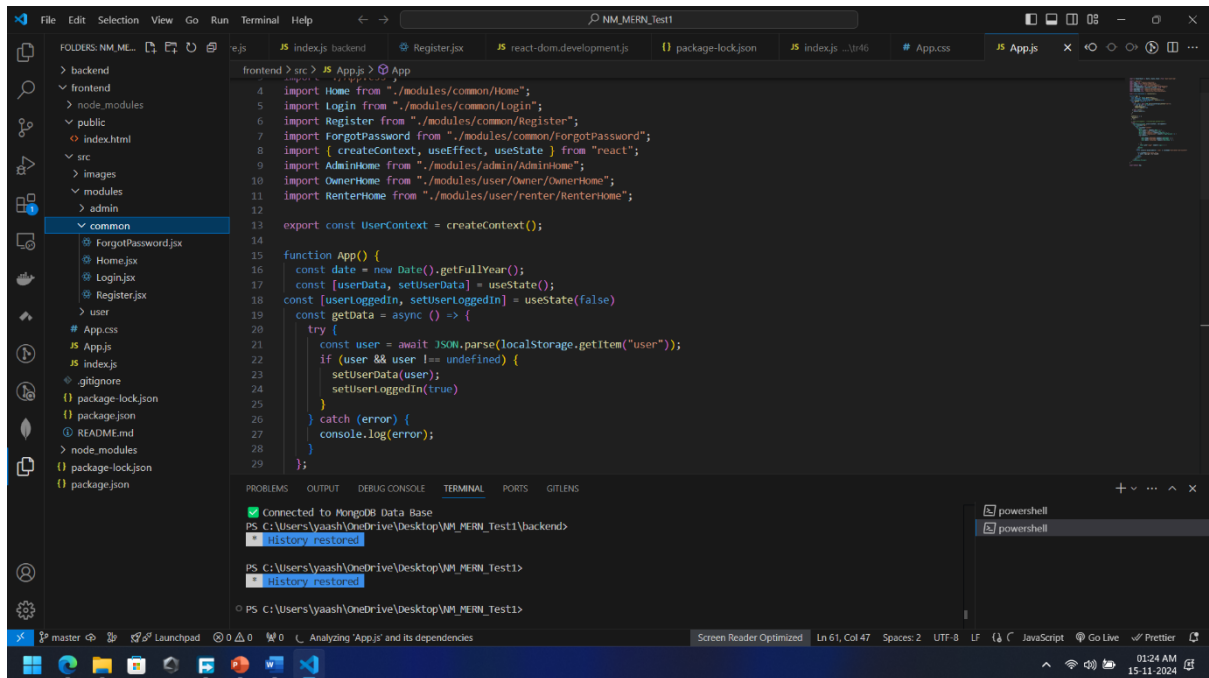 File Edit Selection View Go Run Terminal Help
NM_MERN_Test1
FOLDERS: NM_ME...
re.js
JS index.js backend
Register.jsx
JS react-dom.development.js
{} package-lock.json
JS index.js ...\tr46
# App.css
JS App.js
frontend > src > JS App.js > App
> backend
frontend
> node_modules
public
<> index.html
src
> images
modules
> admin
common
ForgotPassword.jsx
Home.jsx
Login.jsx
Register.jsx
> user
# App.css
JS App.js
JS index.js
.gitignore
{} package-lock.json
{} package.json
README.md
> node_modules
{} package-lock.json
{} package.json
4 import Home from "./modules/common/Home";
5 import Login from "./modules/common/Login";
6 import Register from "./modules/common/Register";
7 import ForgotPassword from "./modules/common/ForgotPassword";
8 import { createContext, useEffect, useState } from "react";
9 import AdminHome from "./modules/admin/AdminHome";
10 import OwnerHome from "./modules/user/Owner/OwnerHome";
11 import RenterHome from "./modules/user/renter/RenterHome";
12
13 export const UserContext = createContext();
14
15 function App() {
16 const date = new Date().getFullYear();
17 const [userData, setUserData] = useState();
18 const [userLoggedIn, setUserLoggedIn] = useState(false)
19 const getData = async () => {
20 try {
21 const user = await JSON.parse(localStorage.getItem("user"));
22 if (user && user !== undefined) {
23 setUserData(user);
24 setUserLoggedIn(true)
25 }
26 } catch (error) {
27 console.log(error);
28 }
29 };
PROBLEMS OUTPUT DEBUG CONSOLE TERMINAL PORTS GITLENS
Connected to MongoDB Data Base
PS C:\Users\yaash\OneDrive\Desktop\NM_MERN_Test1\backend>
* History restored
PS C:\Users\yaash\OneDrive\Desktop\NM_MERN_Test1>
* History restored
PS C:\Users\yaash\OneDrive\Desktop\NM_MERN_Test1>
powershell
powershell
master Launchpad 0 0 0 Analyzing 'App.js' and its dependencies Screen Reader Optimized Ln 61, Col 47 Spaces: 2 UTF-8 LF JavaScript Go Live Prettier
01:24 AM
15-11-2024